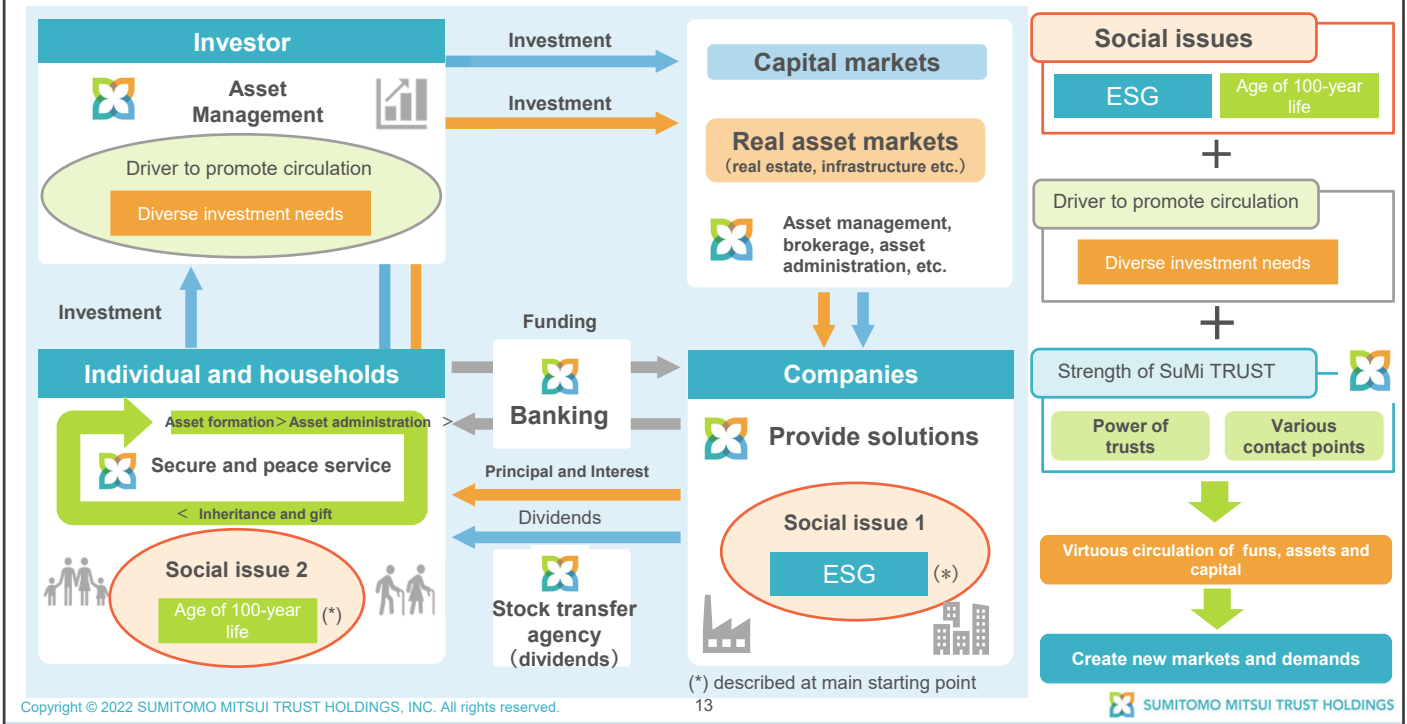 Investor
Asset
Management
Driver to promote circulation
Diverse investment needs
Investment
Investment
Capital markets
Real asset markets
（real estate, infrastructure etc.）
Asset management,
brokerage, asset
administration, etc.
Investment
Individual and households
Asset formation＞Asset administration ＞
Secure and peace service
＜ Inheritance and gift
Social issue 2
Age of 100-year
life
(*)
Funding
Banking
Principal and Interest
Dividends
Stock transfer
agency
（dividends）
Companies
Provide solutions
Social issue 1
ESG
(*)
(*) described at main starting point
Social issues
ESG
Age of 100-year
life
+
Driver to promote circulation
Diverse investment needs
+
Strength of SuMi TRUST
Power of
trusts
Various
contact points
Virtuous circulation of funs, assets and
capital
Create new markets and demands
Copyright © 2022 SUMITOMO MITSUI TRUST HOLDINGS, INC. All rights reserved.
13
SUMITOMO MITSUI TRUST HOLDINGS